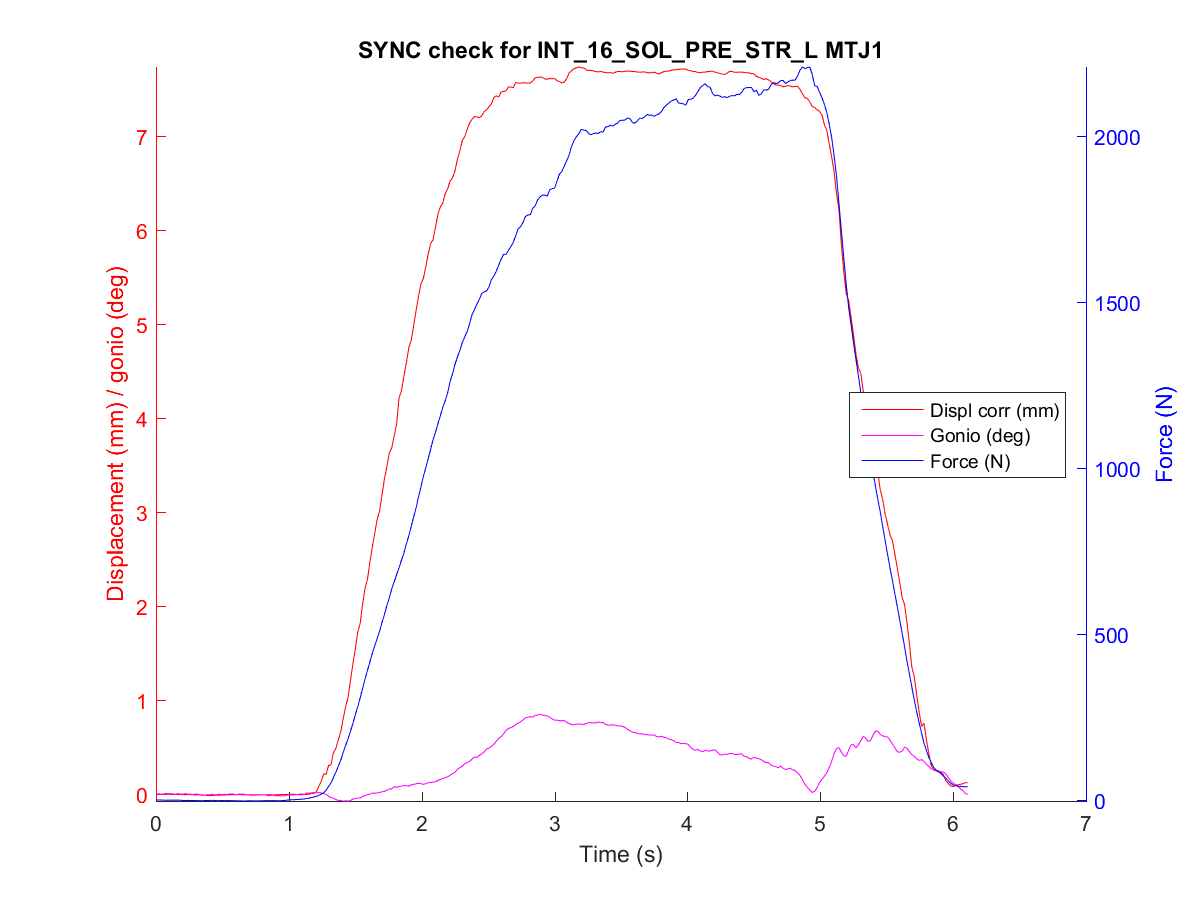 SYNC check for INT_16_SOL_PRE_STR_L MTJ1
Displacement (mm) / gonio (deg)
7
6
5
4
3
2
1
0
2000
1500
1000
500
0
Force (N)
Displ corr (mm)
Gonio (deg)
Force (N)
0 1 2 3 4 5 6 7
Time (s)